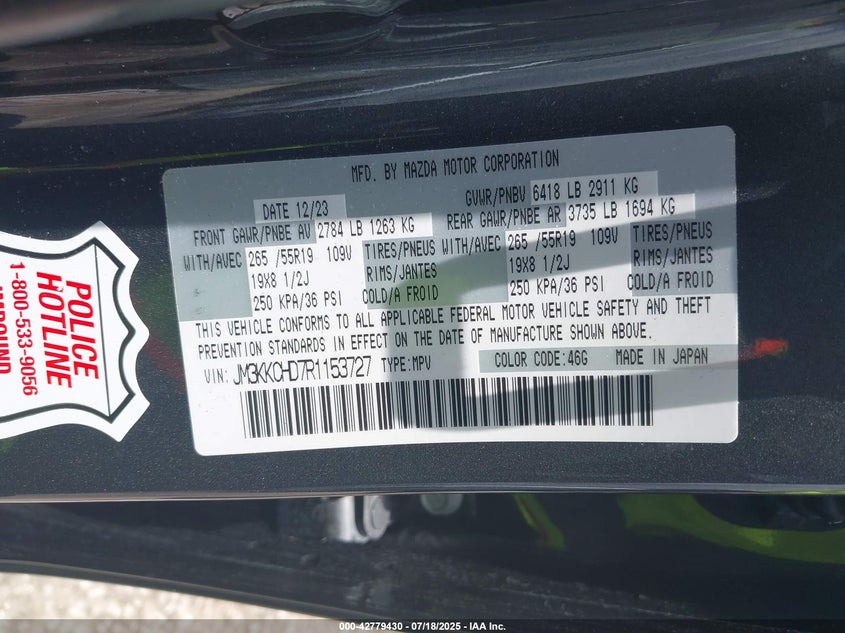 MFD. BY MAZDA MOTOR CORPORATION
DATE 12/23
GVWR/PNBV 6418 LB 2911 KG
FRONT GAWR/PNBE AV 2784 LB 1263 KG
REAR GAWR/PNBE AR 3735 LB 1694 KG
WITH/AVEC 265 /55R19 109V TIRES/PNEUS WITH/AVEC 265 /55R19 109V TIRES/PNEUS
19X8 1/2J RIMS/JANTES 19X8 1/2J RIMS/JANTES
250 KPA/36 PSI COLD/A FROID 250 KPA/36 PSI COLD/A FROID
THIS VEHICLE CONFORMS TO ALL APPLICABLE FEDERAL MOTOR VEHICLE SAFETY AND THEFT
PREVENTION STANDARDS IN EFFECT ON THE DATE OF MANUFACTURE SHOWN ABOVE.
VIN: JM3KKCHD7R1153727 TYPE:MPV COLOR CODE:46G MADE IN JAPAN
POLICE
HOTLINE
1-800-533-9056
000-42779430 - 07/18/2025 - IAA Inc.